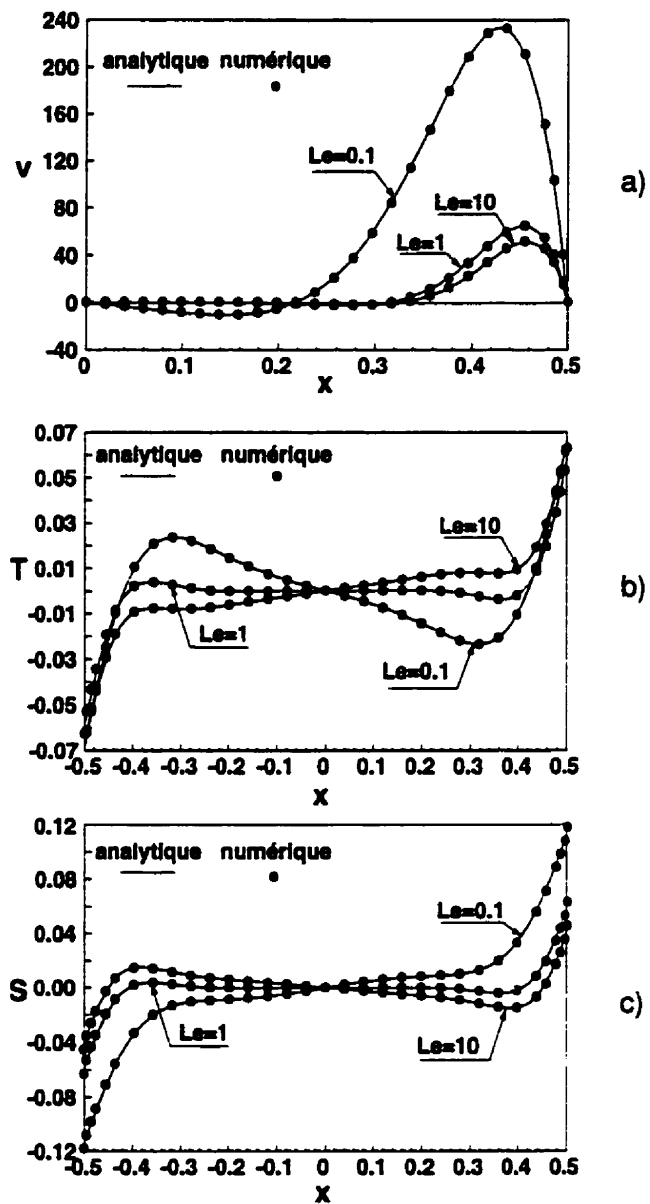 240
200
160
120
80
40
0
-40
v
analytique numérique
Le=0.1
Le=10
Le=1
0 0.1 0.2 0.3 0.4 0.5
x
a)
0.07
0.05
0.03
0.01
-0.01
-0.03
-0.05
-0.07
T
analytique numérique
Le=10
Le=1
Le=0.1
-0.5 -0.4 -0.3 -0.2 -0.1 0 0.1 0.2 0.3 0.4 0.5
x
b)
0.12
0.08
0.04
0.00
-0.04
-0.08
-0.12
S
analytique numérique
Le=0.1
Le=1
Le=10
-0.5 -0.4 -0.3 -0.2 -0.1 0 0.1 0.2 0.3 0.4 0.5
x
c)